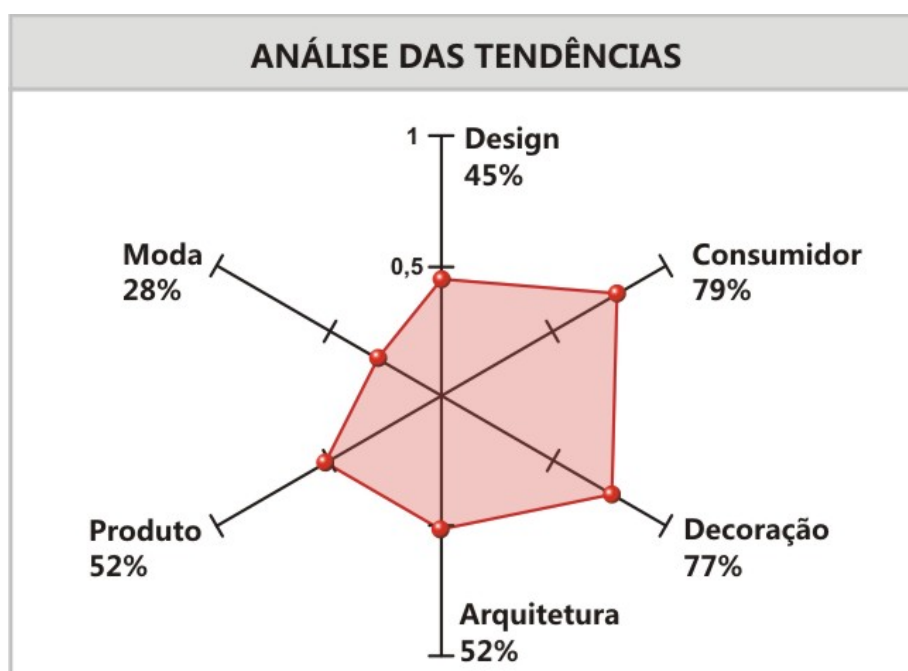 ANÁLISE DAS TENDÊNCIAS
1
Design
45%
Moda
28%
0,5
Consumidor
79%
Produto
52%
Decoração
77%
Arquitetura
52%